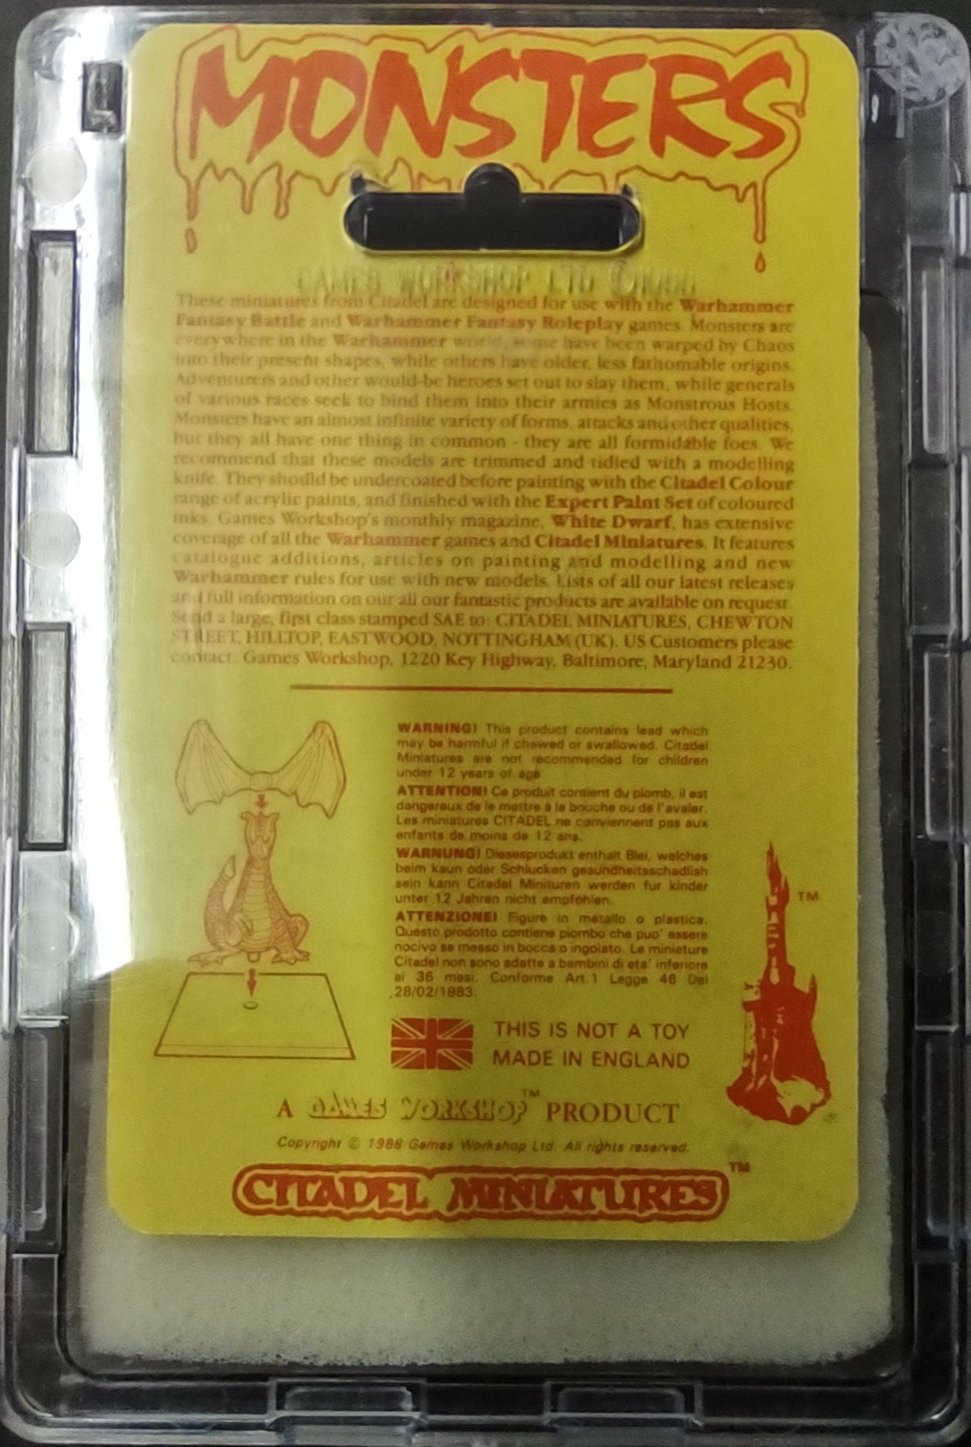 MONSTERS
GAMES WORKSHOP LTD
These miniatures from Citadel are designed for use with the Warhammer
Fantasy Battle and Warhammer Fantasy Roleplay games. Monsters are
everywhere in the Warhammer world, some have been warped by Chaos
into their present shapes, while others have older, less fathomable origins.
Adventurers and other would-be heroes set out to slay them, while generals
of various races seek to bind them into their armies as Monstrous Hosts.
Monsters have an almost infinite variety of forms, attacks and other qualities,
but they all have one thing in common - they are all formidable foes. We
recommend that these models are trimmed and tidied with a modelling
knife. They should be undercoated before painting with the Citadel Colour
range of acrylic paints, and finished with the Expert Paint Set of coloured
inks. Games Workshop's monthly magazine, White Dwarf, has extensive
coverage of all the Warhammer games and Citadel Miniatures. It features
catalogue additions, articles on painting and modelling and new
Warhammer rules for use with new models. Lists of all our latest releases
and full information on our all our fantastic products are available on request.
Send a large, first class stamped SAE to: CITADEL MINIATURES, CHEWTON
STREET, HILLTOP, EASTWOOD, NOTTINGHAM (UK). US Customers please
contact: Games Workshop, 1220 Key Highway, Baltimore, Maryland 21230.
WARNING! This product contains lead which
may be harmful if chewed or swallowed. Citadel
Miniatures are not recommended for children
under 12 years of age
ATTENTION! Ce produit contient du plomb, il est
dangereux de le mettre à la bouche ou de l'avaler.
Les miniatures CITADEL ne conviennent pas aux
enfants de moins de 12 ans.
WARNUNG! Diesesprodukt enthalt Blei, welches
beim kaun oder Schlucken gesundheitsschadlish
sein kann Citadel Minituren werden fur kinder
unter 12 Jahren nicht empfohlen.
ATTENZIONE! Figure in metallo o plastica.
Questo prodotto contiene piombo che puo' essere
nocivo se messo in bocca o ingoiato. Le miniature
Citadel non sono adatte a bambini di eta' inferiore
ai 36 mesi. Conforme Art.1 Legge 46 Del
28/02/1983.
TM
THIS IS NOT A TOY
MADE IN ENGLAND
A GAMES WORKSHOP™ PRODUCT
Copyright © 1988 Games Workshop Ltd. All rights reserved.
CITADEL MINIATURES™